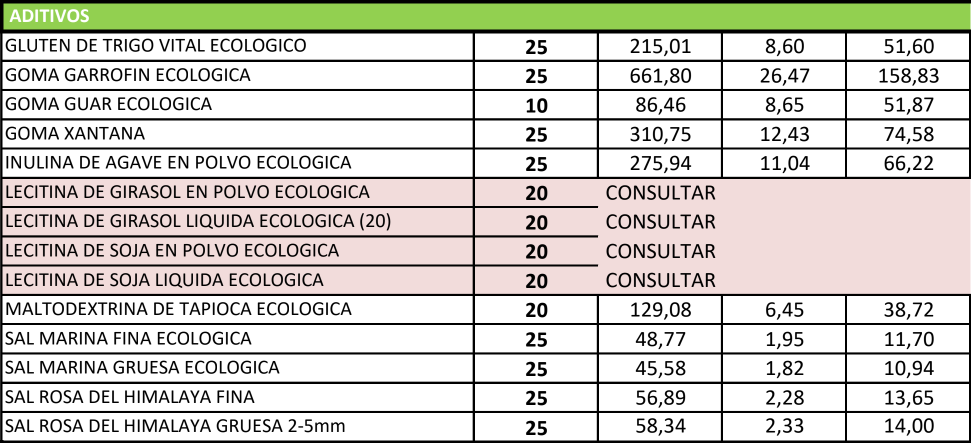 ADITIVOS
GLUTEN DE TRIGO VITAL ECOLOGICO 25 215,01 8,60 51,60
GOMA GARROFIN ECOLOGICA 25 661,80 26,47 158,83
GOMA GUAR ECOLOGICA 10 86,46 8,65 51,87
GOMA XANTANA 25 310,75 12,43 74,58
INULINA DE AGAVE EN POLVO ECOLOGICA 25 275,94 11,04 66,22
LECITINA DE GIRASOL EN POLVO ECOLOGICA 20 CONSULTAR
LECITINA DE GIRASOL LIQUIDA ECOLOGICA (20) 20 CONSULTAR
LECITINA DE SOJA EN POLVO ECOLOGICA 20 CONSULTAR
LECITINA DE SOJA LIQUIDA ECOLOGICA 20 CONSULTAR
MALTODEXTRINA DE TAPIOCA ECOLOGICA 20 129,08 6,45 38,72
SAL MARINA FINA ECOLOGICA 25 48,77 1,95 11,70
SAL MARINA GRUESA ECOLOGICA 25 45,58 1,82 10,94
SAL ROSA DEL HIMALAYA FINA 25 56,89 2,28 13,65
SAL ROSA DEL HIMALAYA GRUESA 2-5mm 25 58,34 2,33 14,00